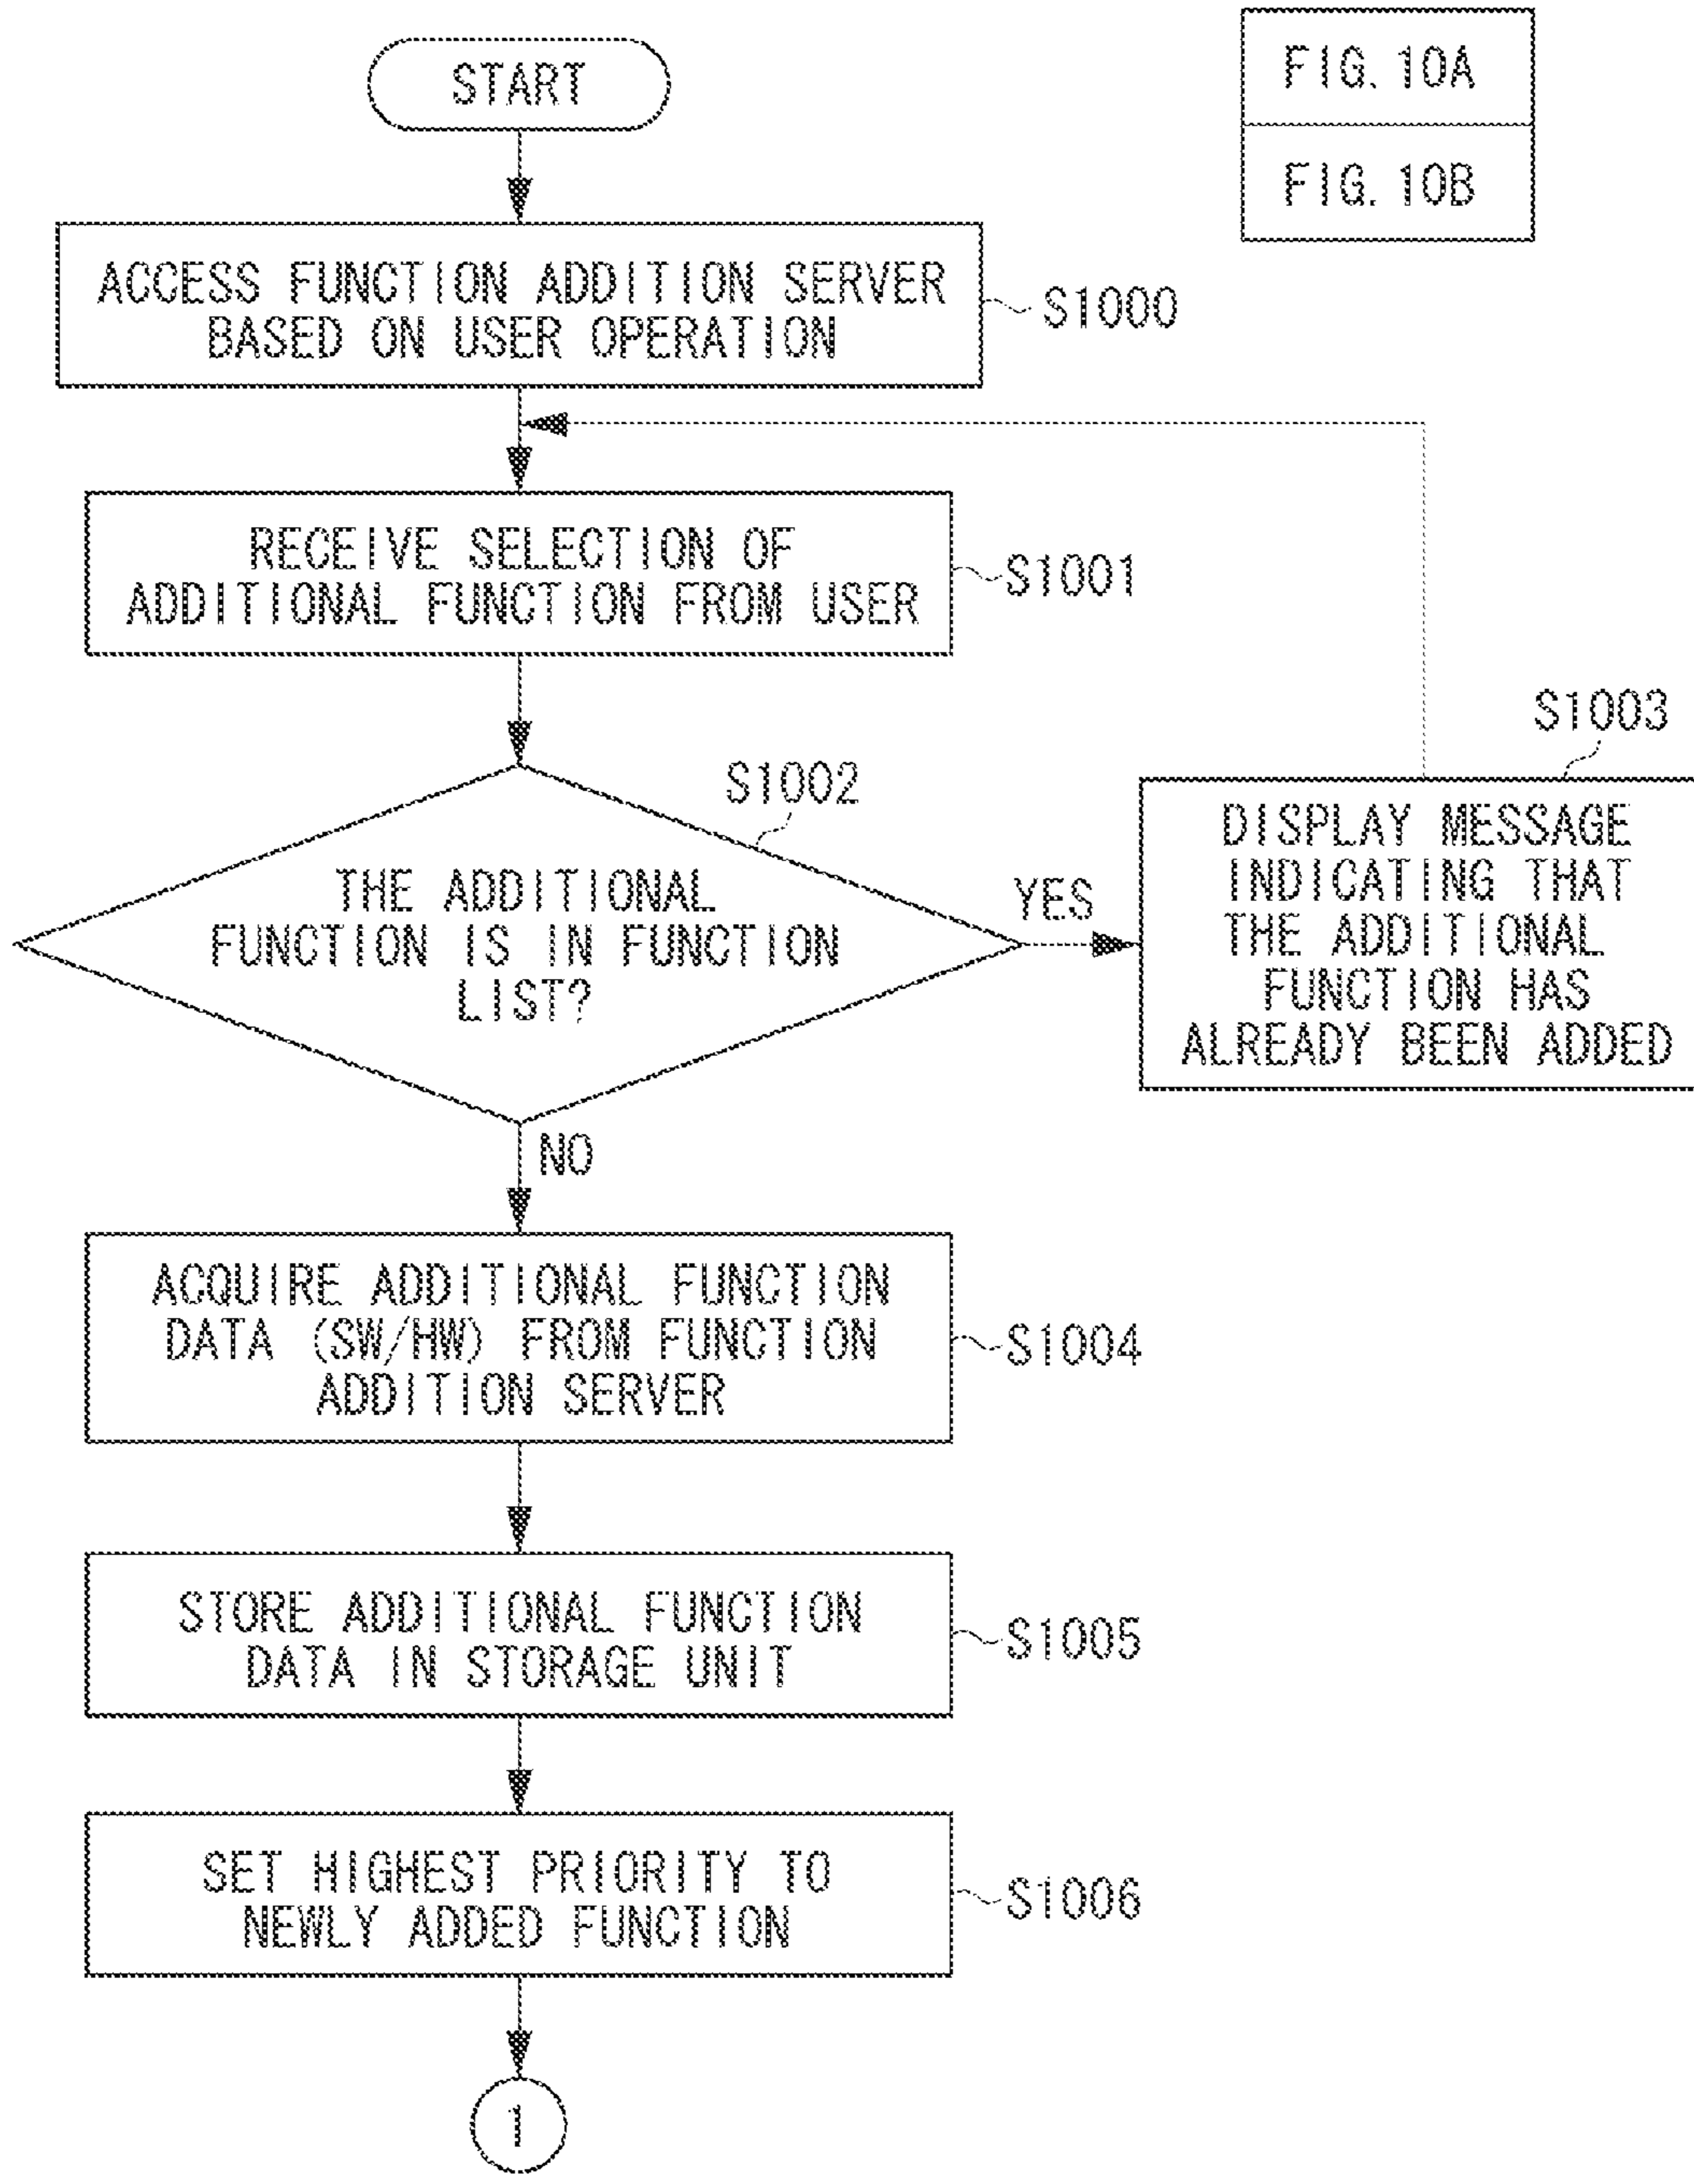 START
FIG. 10A
FIG. 10B
ACCESS FUNCTION ADDITION SERVER
BASED ON USER OPERATION
S1000
RECEIVE SELECTION OF
ADDITIONAL FUNCTION FROM USER
S1001
S1002
THE ADDITIONAL
FUNCTION IS IN FUNCTION
LIST?
YES
S1003
DISPLAY MESSAGE
INDICATING THAT
THE ADDITIONAL
FUNCTION HAS
ALREADY BEEN ADDED
NO
ACQUIRE ADDITIONAL FUNCTION
DATA (SW/HW) FROM FUNCTION
ADDITION SERVER
S1004
STORE ADDITIONAL FUNCTION
DATA IN STORAGE UNIT
S1005
SET HIGHEST PRIORITY TO
NEWLY ADDED FUNCTION
S1006
1